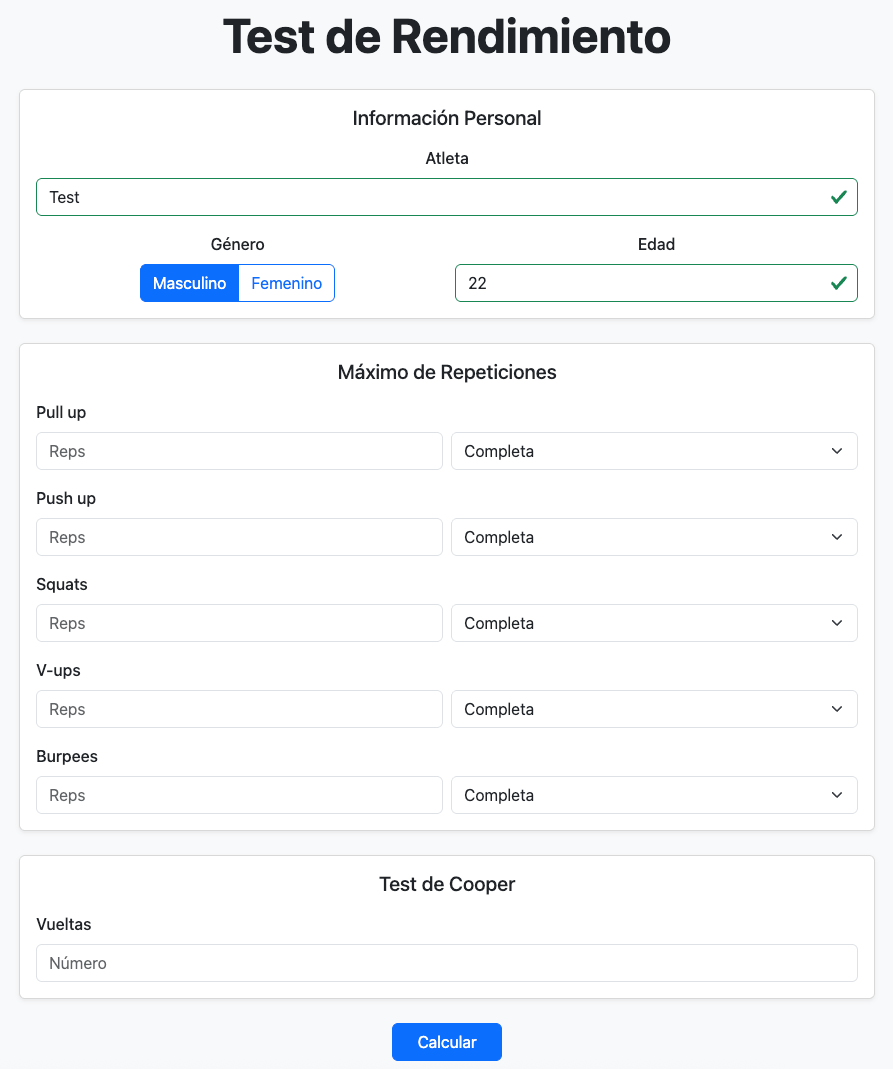 Test de Rendimiento
Información Personal
Atleta
Test
Género Edad
Masculino Femenino 22
Máximo de Repeticiones
Pull up
Reps Completa
Push up
Reps Completa
Squats
Reps Completa
V-ups
Reps Completa
Burpees
Reps Completa
Test de Cooper
Vueltas
Número
Calcular